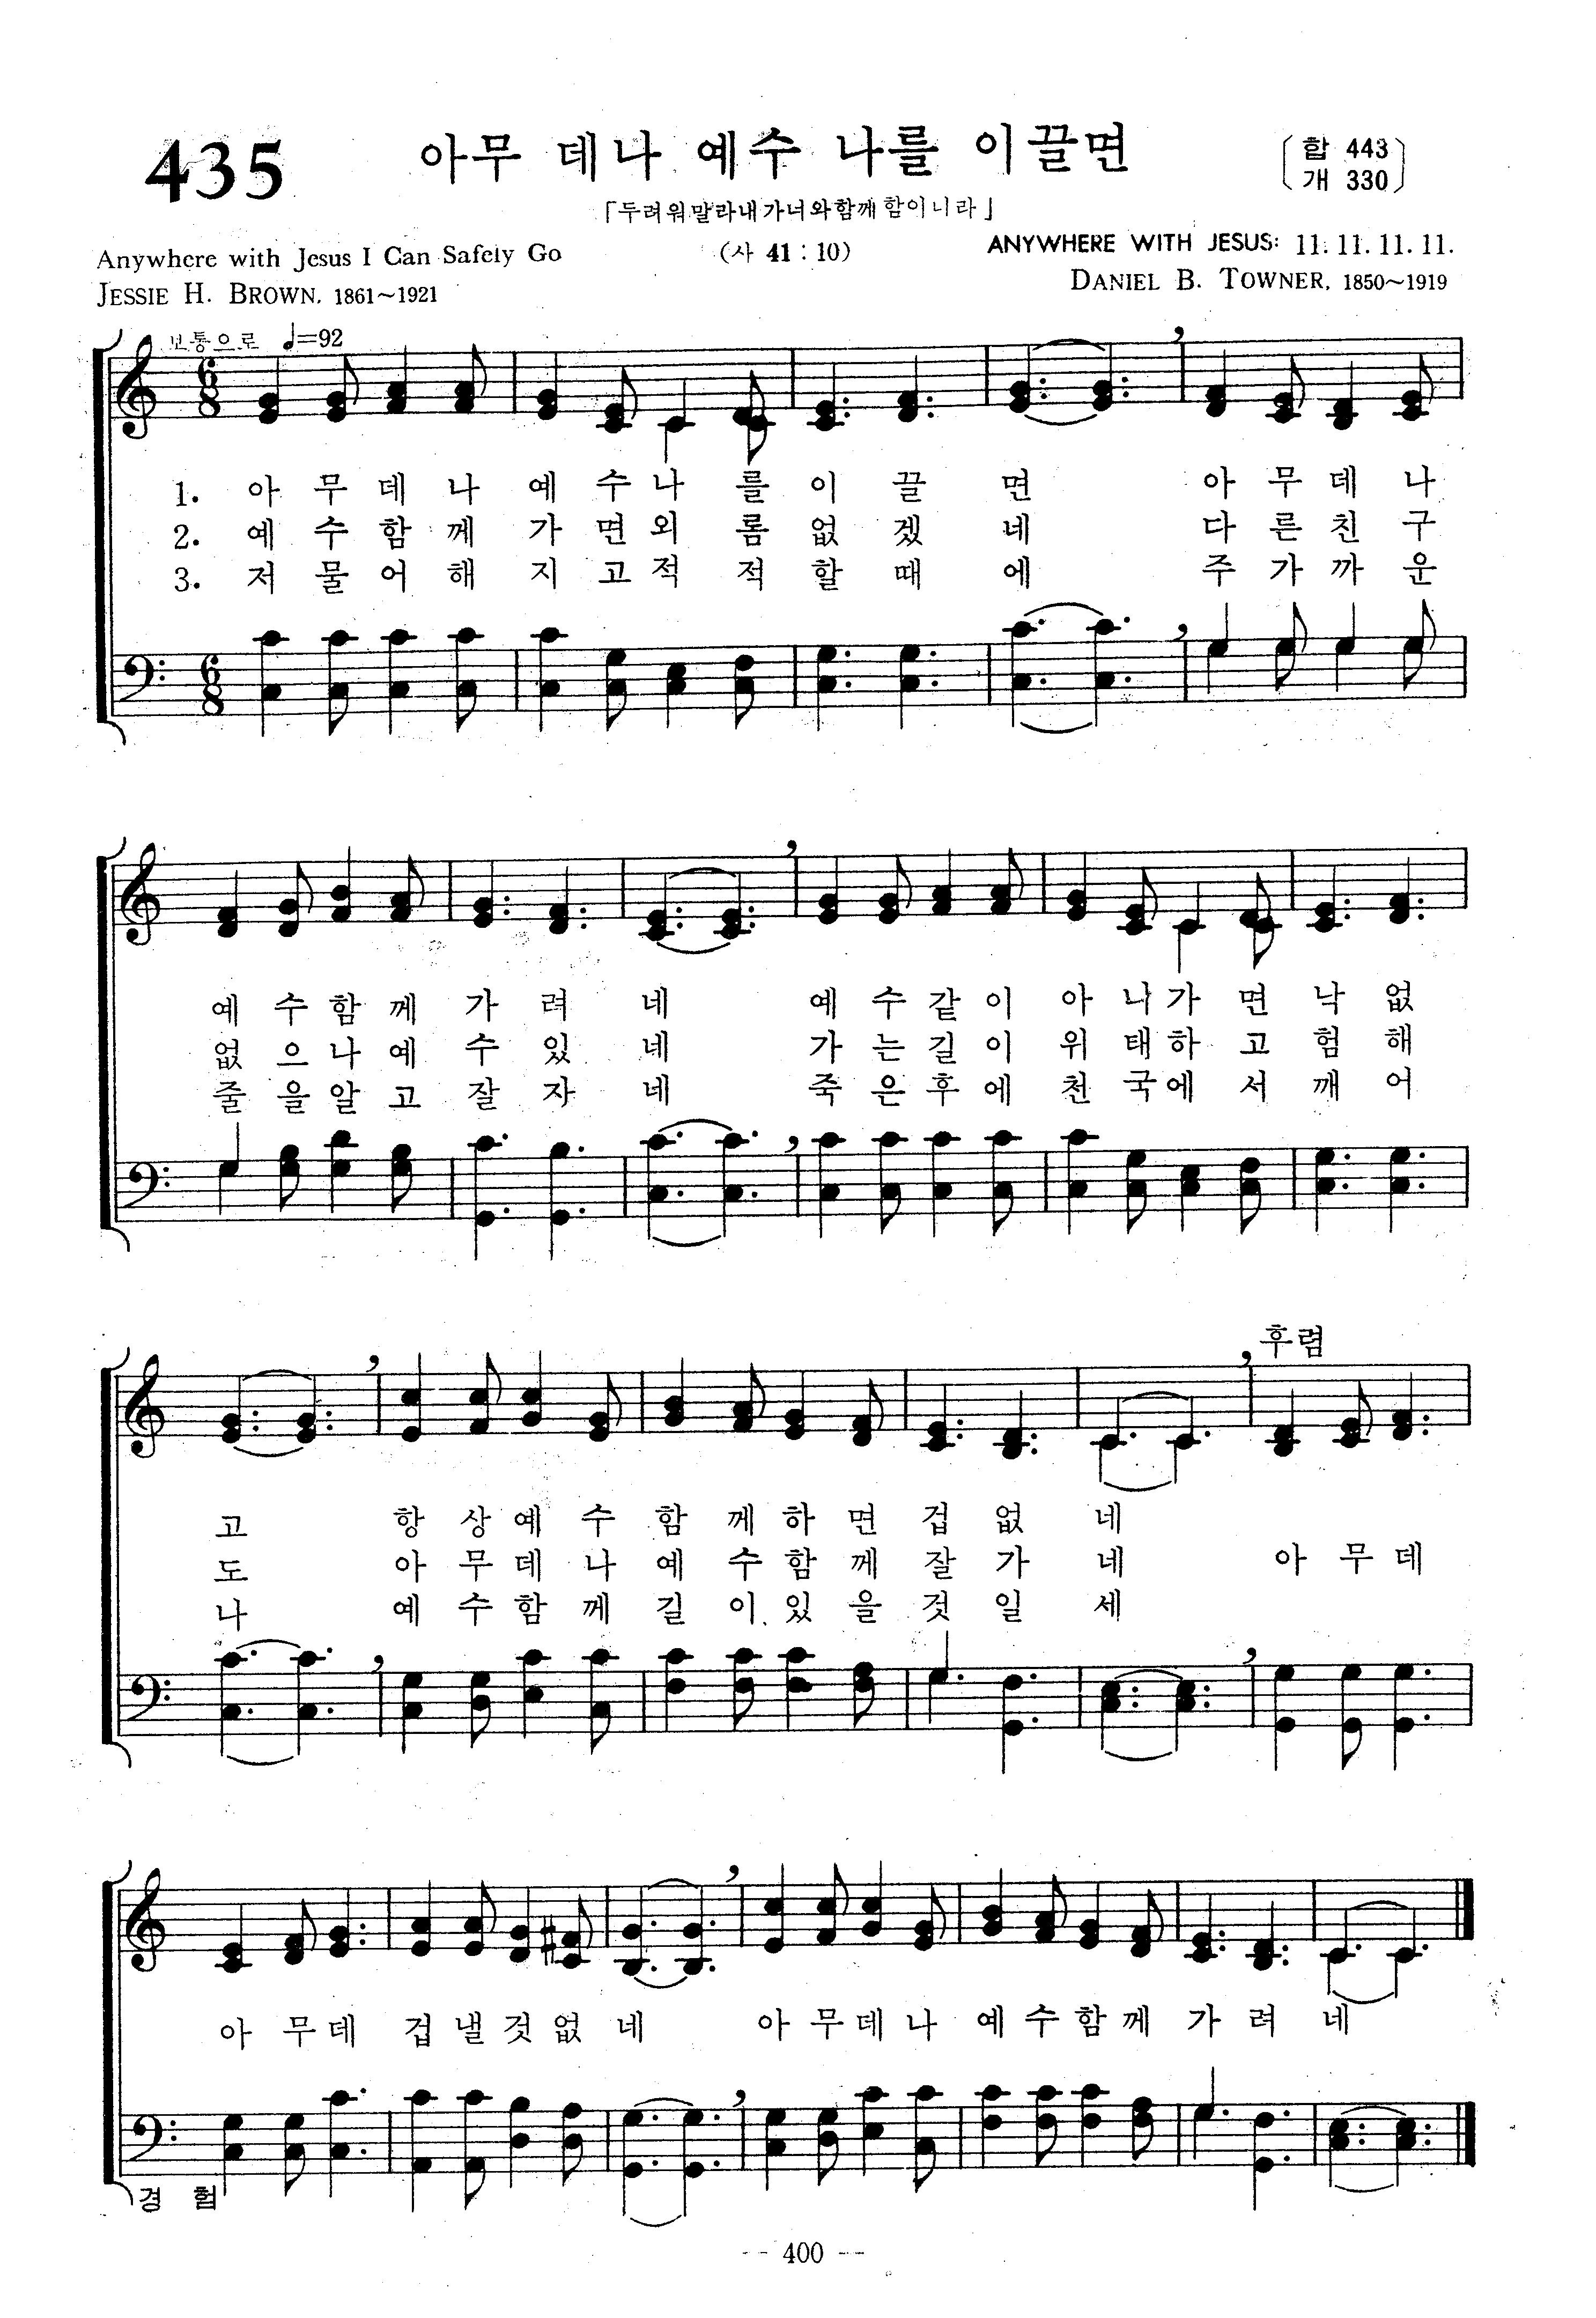 435 아무 데나 예수 나를 이끌면 〔합 443 개 330〕
「두려워말라내가너와함께함이니라」
(사 41 : 10)
Anywhere with Jesus I Can Safely Go
JESSIE H. BROWN, 1861~1921
ANYWHERE WITH JESUS: 11. 11. 11. 11.
DANIEL B. TOWNER, 1850~1919
보통으로 ♩=92
1. 아 무 데 나 예 수 나 를 이 끌 면 아 무 데 나
2. 예 수 함 께 가 면 외 롬 없 겠 네 다 른 친 구
3. 저 물 어 해 지 고 적 적 할 때 에 주 가 까 운
예 수 함 께 가 려 네 예 수 같 이 아 니 가 면 낙 없
없 으 나 예 수 있 네 가 는 길 이 위 태 하 고 험 해
줄 을 알 고 잘 자 네 죽 은 후 에 천 국 에 서 깨 어
후렴
고 항 상 예 수 함 께 하 면 겁 없 네
도 아 무 데 나 예 수 함 께 잘 가 네 아 무 데
나 예 수 함 께 길 이 있 을 것 일 세
아 무 데 겁 낼 것 없 네 아 무 데 나 예 수 함 께 가 려 네
경 험
-- 400 --